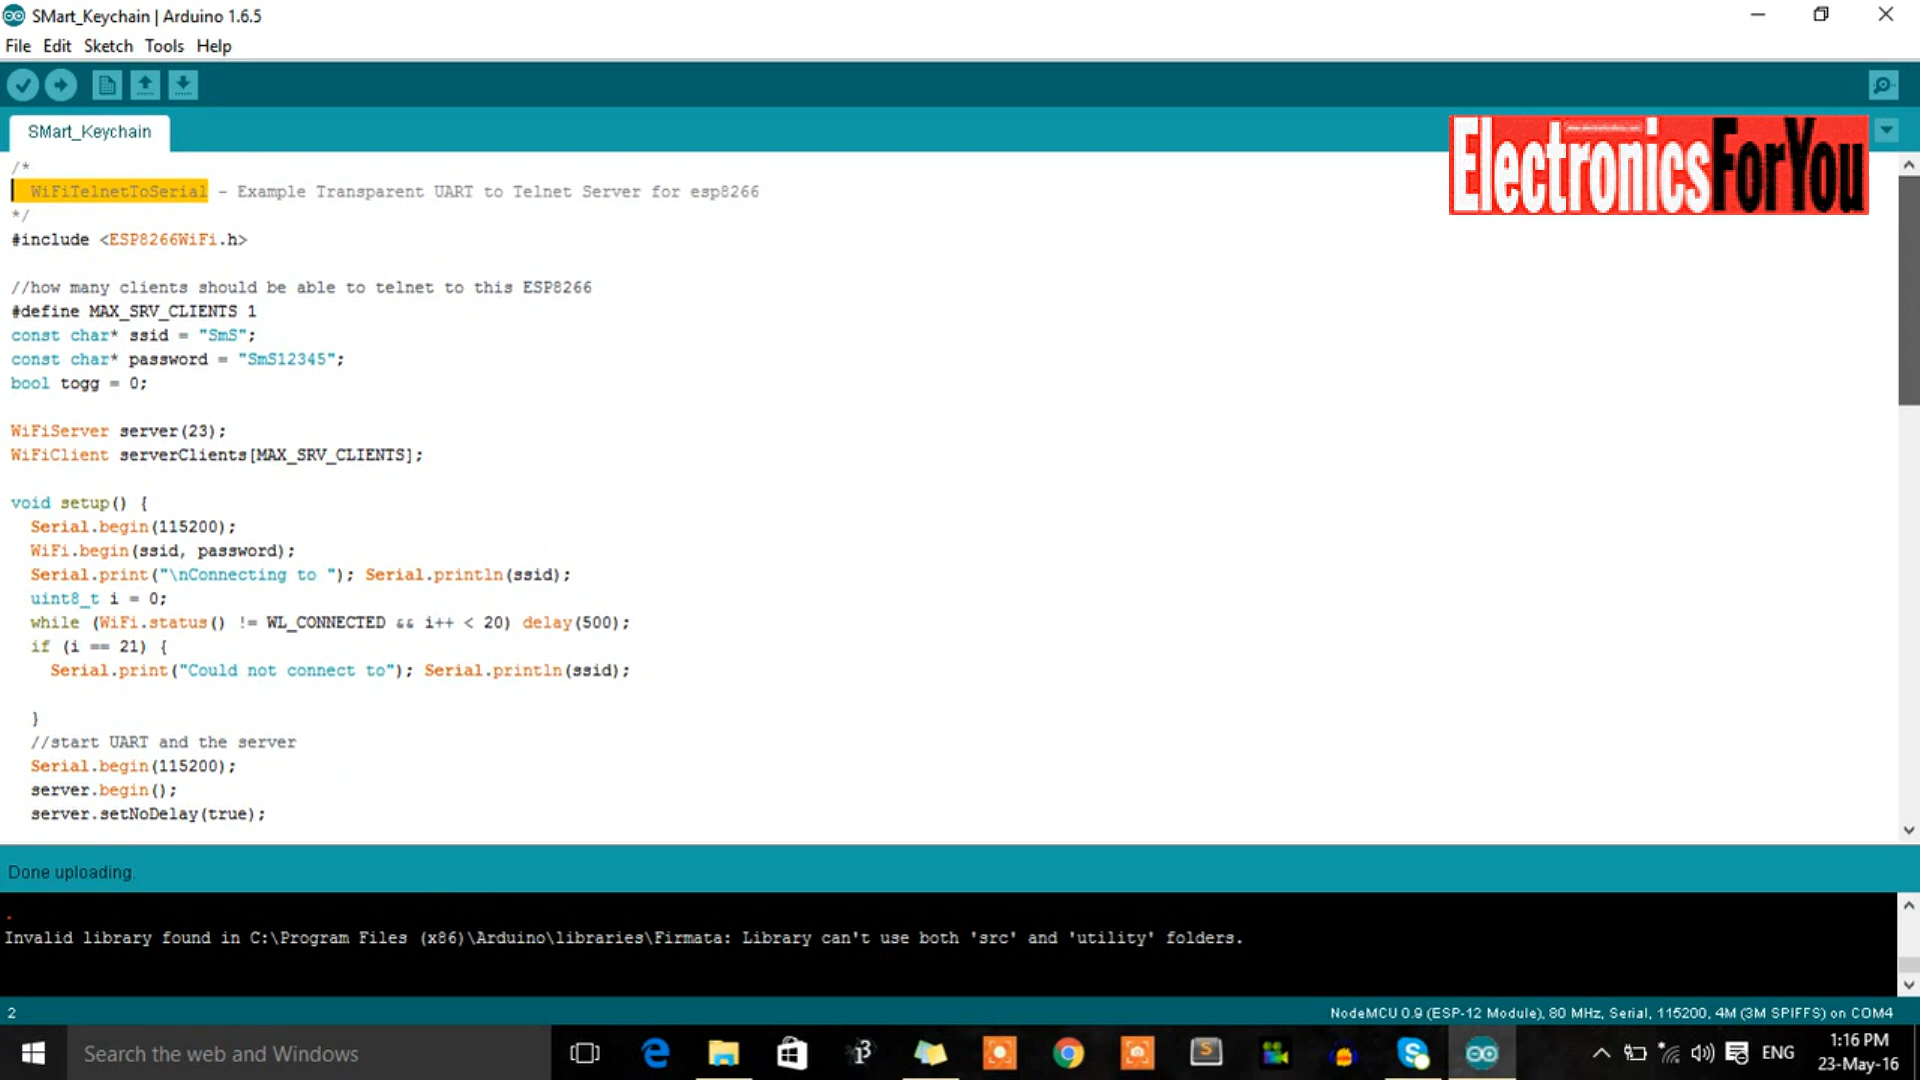 SMart_Keychain | Arduino 1.6.5
File Edit Sketch Tools Help
SMart_Keychain
ElectronicsForYou
/*
WiFiTelnetToSerial - Example Transparent UART to Telnet Server for esp8266
*/
#include <ESP8266WiFi.h>
//how many clients should be able to telnet to this ESP8266
#define MAX_SRV_CLIENTS 1
const char* ssid = "SmS";
const char* password = "SmS12345";
bool togg = 0;
WiFiServer server(23);
WiFiClient serverClients[MAX_SRV_CLIENTS];
void setup() {
Serial.begin(115200);
WiFi.begin(ssid, password);
Serial.print("\nConnecting to "); Serial.println(ssid);
uint8_t i = 0;
while (WiFi.status() != WL_CONNECTED && i++ < 20) delay(500);
if (i == 21) {
Serial.print("Could not connect to"); Serial.println(ssid);
}
//start UART and the server
Serial.begin(115200);
server.begin();
server.setNoDelay(true);
Done uploading.
.
Invalid library found in C:\Program Files (x86)\Arduino\libraries\Firmata: Library can't use both 'src' and 'utility' folders.
2
NodeMCU 0.9 (ESP-12 Module), 80 MHz, Serial, 115200, 4M (3M SPIFFS) on COM4
Search the web and Windows
ENG
1:16 PM
23-May-16